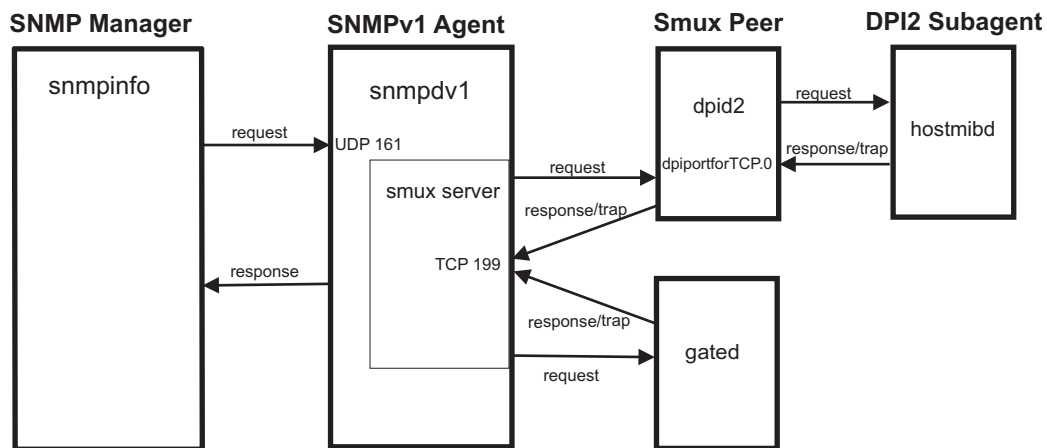 SNMP Manager
SNMPv1 Agent
Smux Peer
DPI2 Subagent
snmpinfo
snmpdv1
dpid2
hostmibd
request
UDP 161
request
request
response/trap
dpiportforTCP.0
smux server
response/trap
TCP 199
response
response/trap
gated
request